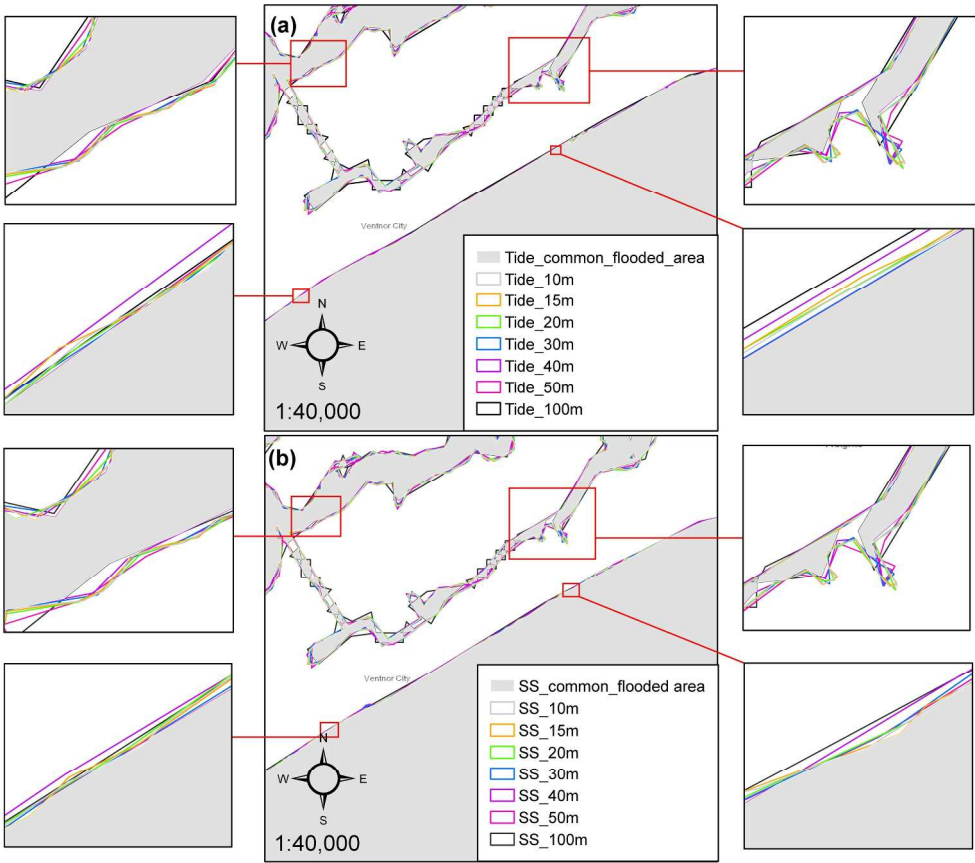 (a)
Ventnor City
N
W E
S
1:40,000
Tide_common_flooded_area
Tide_10m
Tide_15m
Tide_20m
Tide_30m
Tide_40m
Tide_50m
Tide_100m
(b)
Ventnor City
N
W E
S
1:40,000
SS_common_flooded area
SS_10m
SS_15m
SS_20m
SS_30m
SS_40m
SS_50m
SS_100m